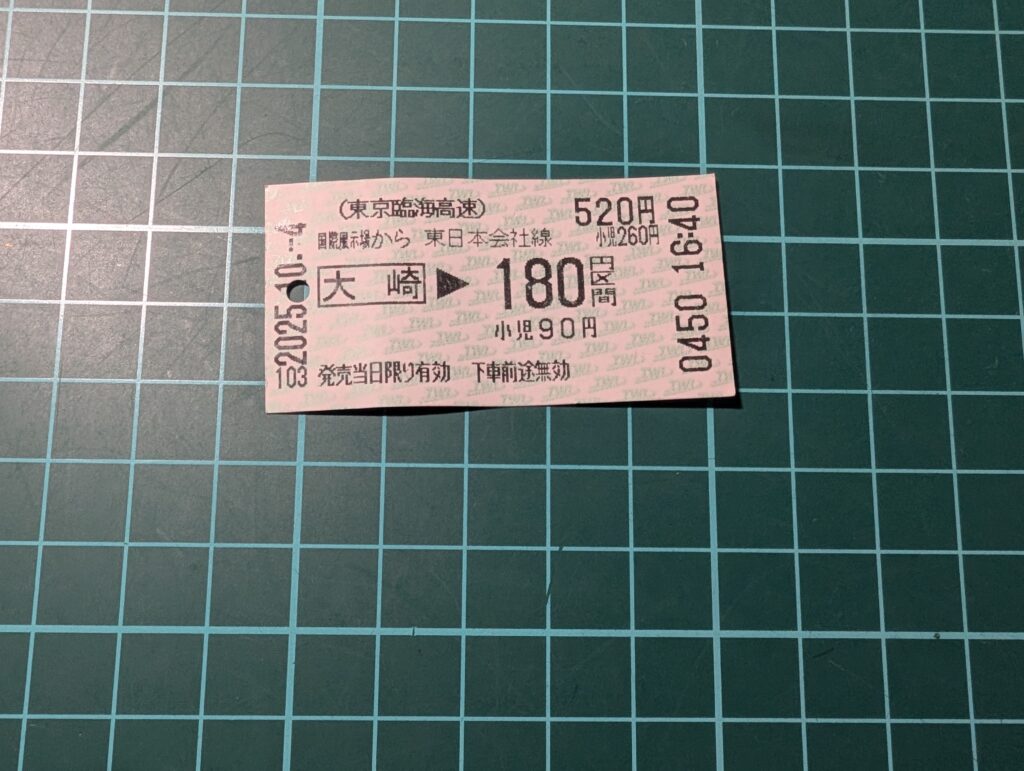 (東京臨海高速)
520円
国際展示場から 東日本会社線
小児260円
大崎▶180円区間
小児90円
発売当日限り有効 下車前途無効
2025.10.-4
103
0450 16:40
TWL